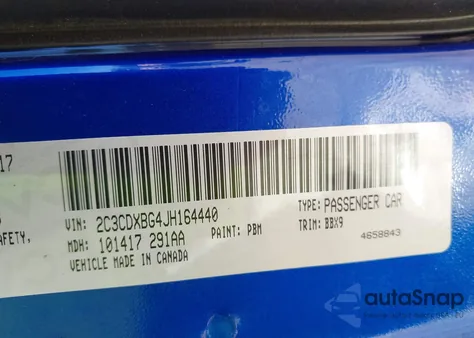 17
AFETY,
VIN: 2C3CDXBG4JH164440
TYPE: PASSENGER CAR
MDH: 101417 291AA
PAINT: PBM
TRIM: BBX9
VEHICLE MADE IN CANADA
4658843
autoSnap